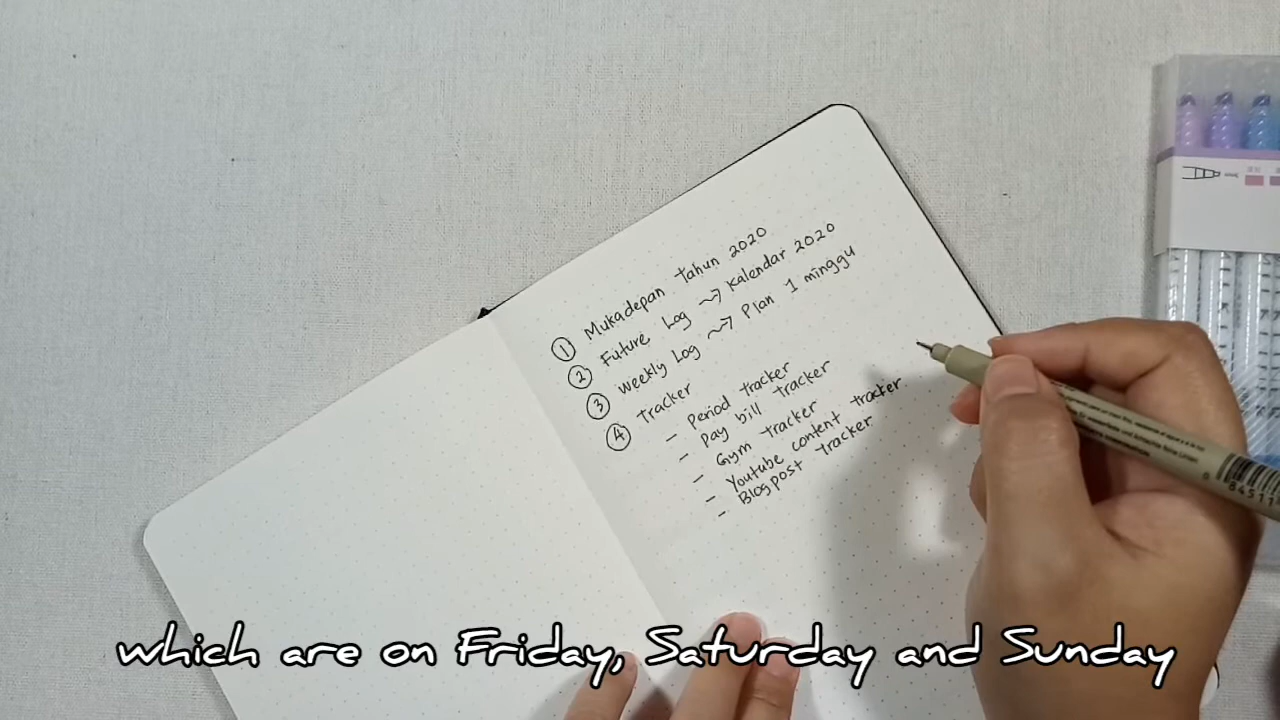 ① Mukadepan Tahun 2020
② Future Log ~> Kalendar 2020
③ Weekly Log ~> Plan 1 minggu
④ Tracker
- Period tracker
- Pay bill tracker
- Gym tracker
- Youtube content tracker
- Blogpost tracker
which are on Friday, Saturday and Sunday